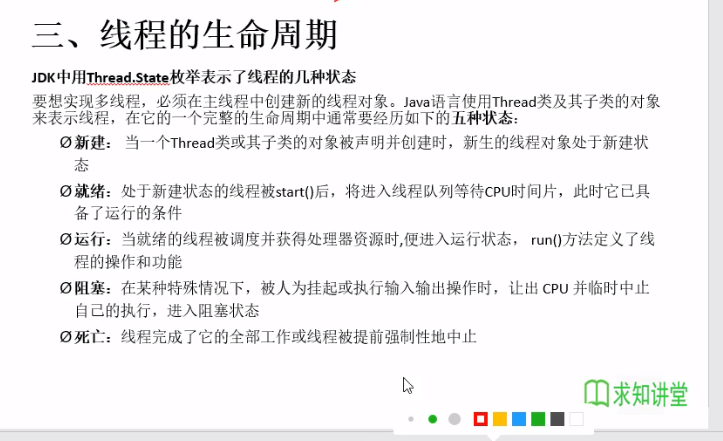 三、线程的生命周期
JDK中用Thread.State枚举表示了线程的几种状态
要想实现多线程，必须在主线程中创建新的线程对象。Java语言使用Thread类及其子类的对象
来表示线程，在它的一个完整的生命周期中通常要经历如下的五种状态：
Ø 新建： 当一个Thread类或其子类的对象被声明并创建时，新生的线程对象处于新建状
态
Ø 就绪：处于新建状态的线程被start()后，将进入线程队列等待CPU时间片，此时它已具
备了运行的条件
Ø 运行：当就绪的线程被调度并获得处理器资源时,便进入运行状态， run()方法定义了线
程的操作和功能
Ø 阻塞：在某种特殊情况下，被人为挂起或执行输入输出操作时，让出 CPU 并临时中止
自己的执行，进入阻塞状态
Ø 死亡：线程完成了它的全部工作或线程被提前强制性地中止
求知讲堂